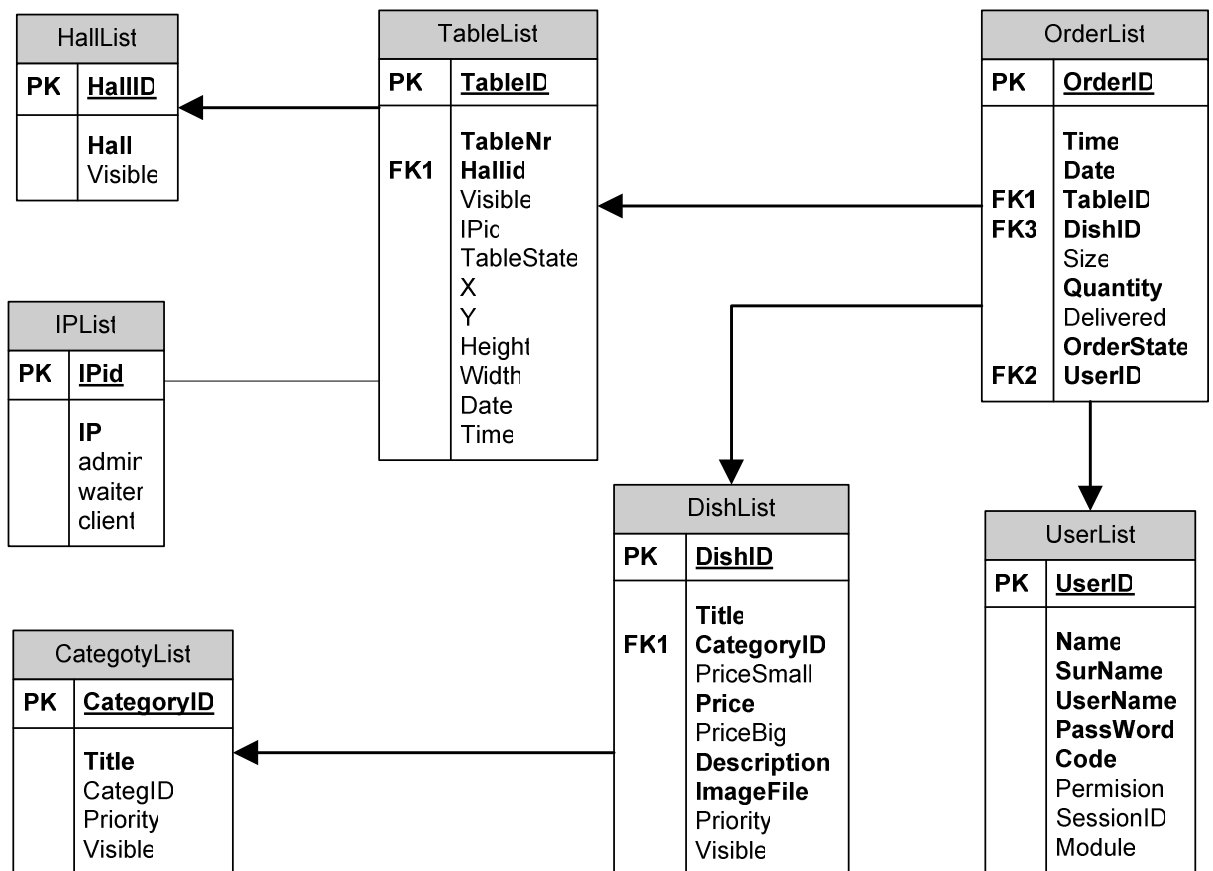 HallList
PK HallID
Hall
Visible
TableList
PK TableID
TableNr
FK1 Hallid
Visible
IPid
TableState
X
Y
Height
Width
Date
Time
OrderList
PK OrderID
Time
Date
FK1 TableID
FK3 DishID
Size
Quantity
Delivered
OrderState
FK2 UserID
IPList
PK IPid
IP
admin
waiter
client
DishList
PK DishID
Title
FK1 CategoryID
PriceSmall
Price
PriceBig
Description
ImageFile
Priority
Visible
UserList
PK UserID
Name
SurName
UserName
PassWord
Code
Permision
SessionID
Module
CategotyList
PK CategoryID
Title
CategID
Priority
Visible